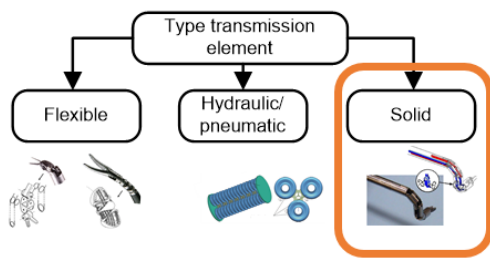 Type transmission
element
Flexible
Hydraulic/
pneumatic
Solid